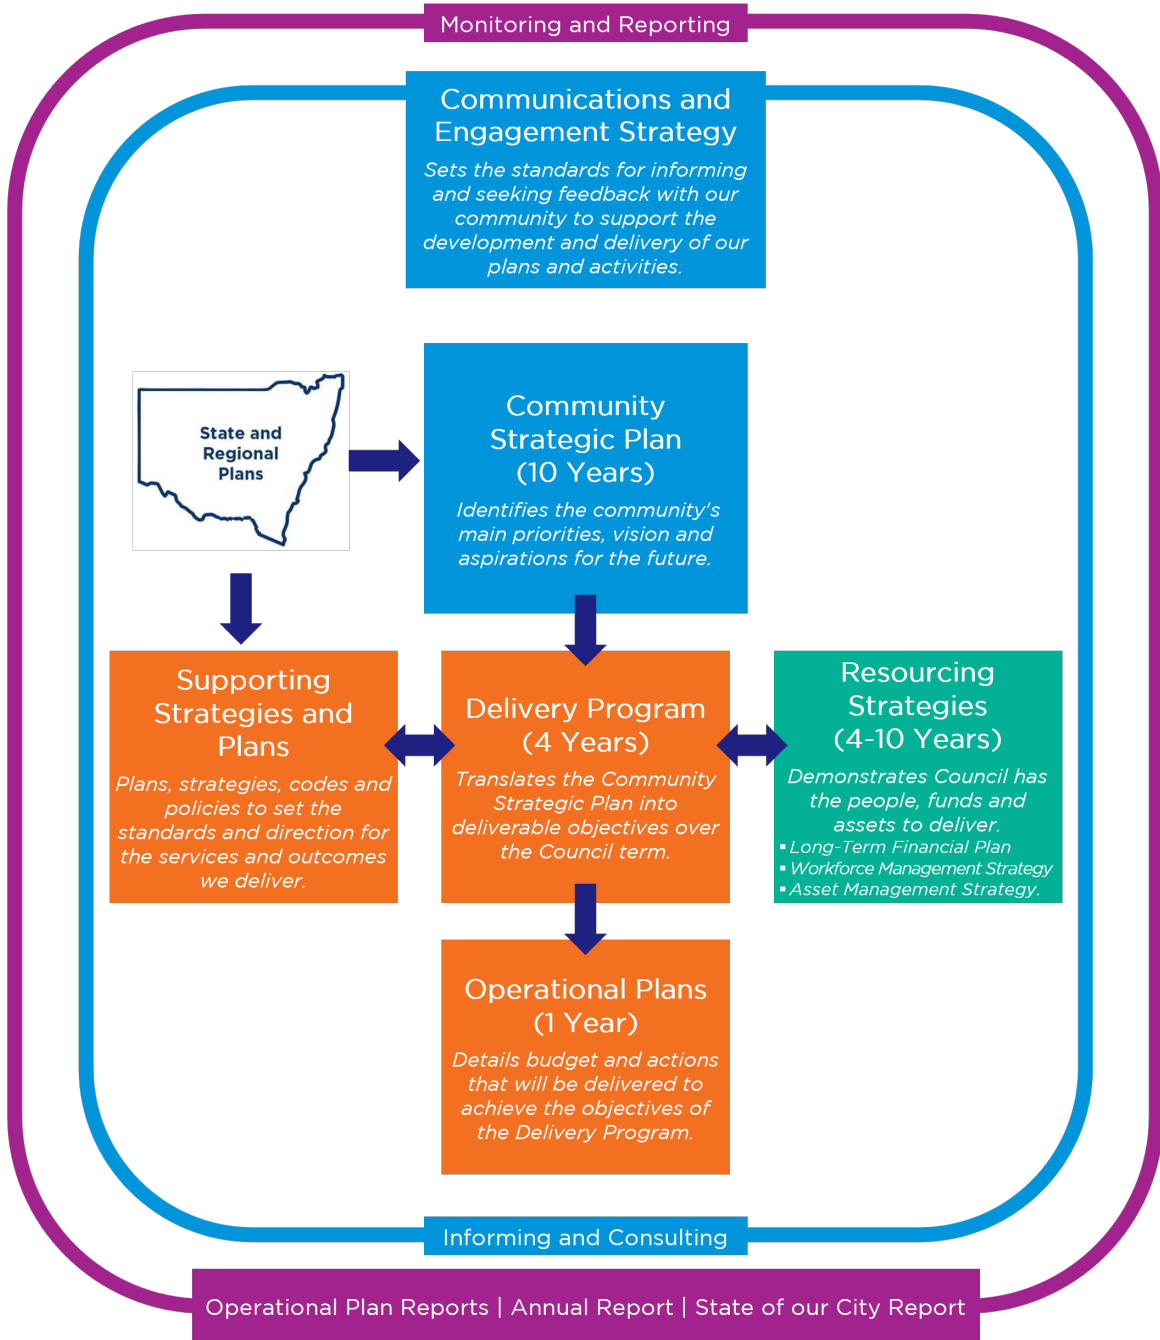 Monitoring and Reporting
Communications and
Engagement Strategy
Sets the standards for informing
and seeking feedback with our
community to support the
development and delivery of our
plans and activities.
State and
Regional
Plans
Community
Strategic Plan
(10 Years)
Identifies the community's
main priorities, vision and
aspirations for the future.
Supporting
Strategies and
Plans
Plans, strategies, codes and
policies to set the
standards and direction for
the services and outcomes
we deliver.
Delivery Program
(4 Years)
Translates the Community
Strategic Plan into
deliverable objectives over
the Council term.
Resourcing
Strategies
(4-10 Years)
Demonstrates Council has
the people, funds and
assets to deliver.
▪ Long-Term Financial Plan
▪ Workforce Management Strategy
▪ Asset Management Strategy.
Operational Plans
(1 Year)
Details budget and actions
that will be delivered to
achieve the objectives of
the Delivery Program.
Informing and Consulting
Operational Plan Reports | Annual Report | State of our City Report